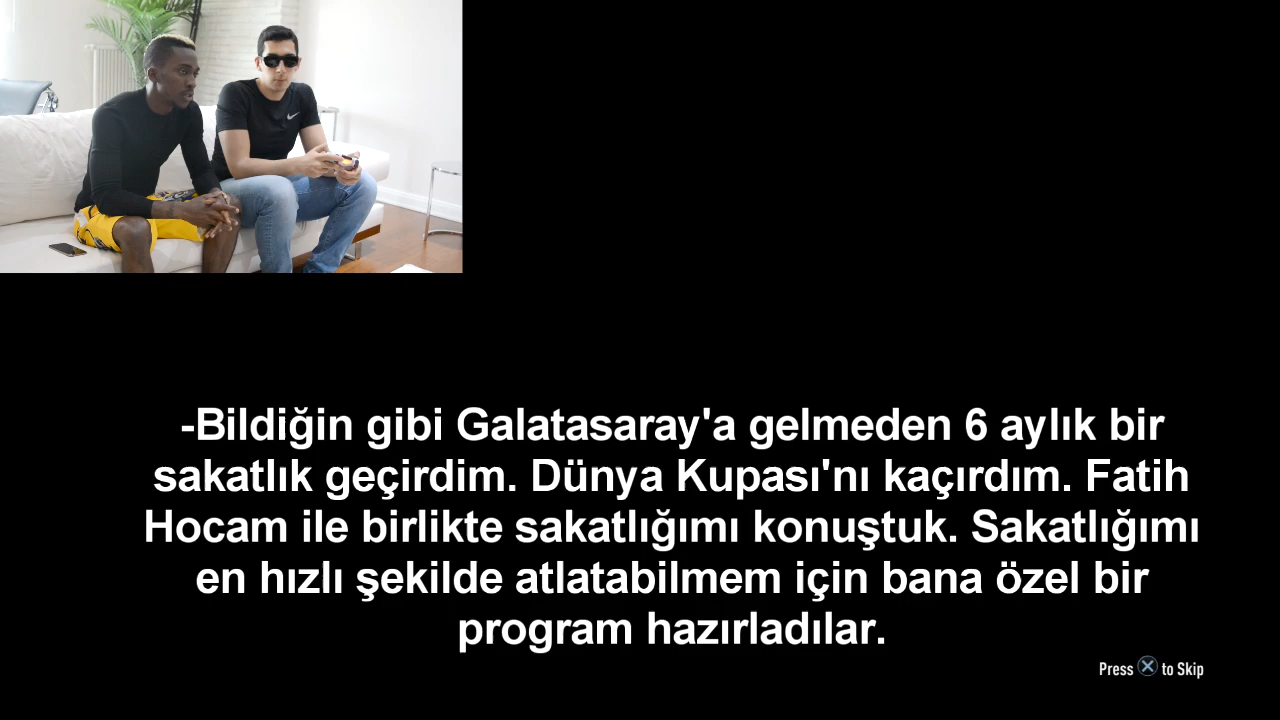 -Bildiğin gibi Galatasaray'a gelmeden 6 aylık bir
sakatlık geçirdim. Dünya Kupası'nı kaçırdım. Fatih
Hocam ile birlikte sakatlığımı konuştuk. Sakatlığımı
en hızlı şekilde atlatabilmem için bana özel bir
program hazırladılar.
Press to Skip